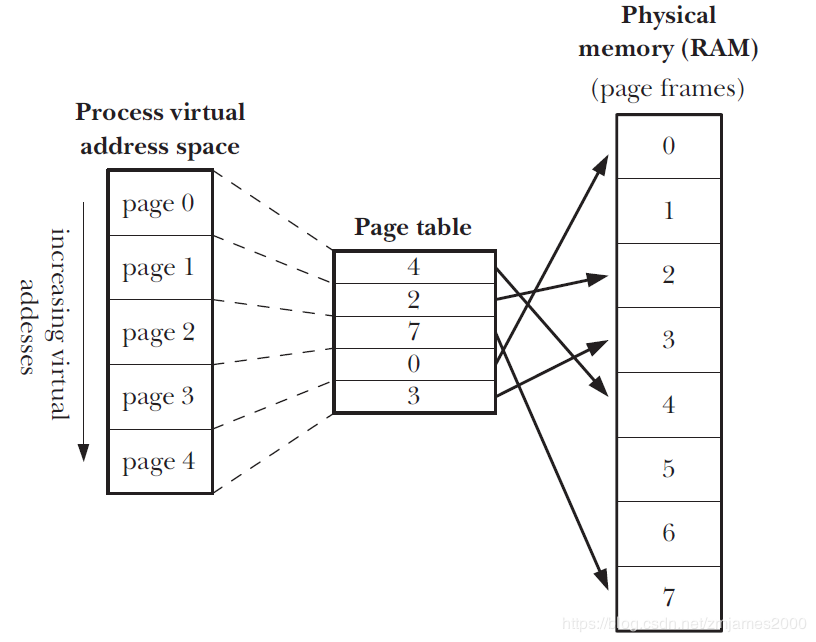 Physical
memory (RAM)
(page frames)
Process virtual
address space
page 0
page 1
page 2
page 3
page 4
increasing virtual
addesses
Page table
4
2
7
0
3
0
1
2
3
4
5
6
7
https://blog.csdn.net/zmjames2000